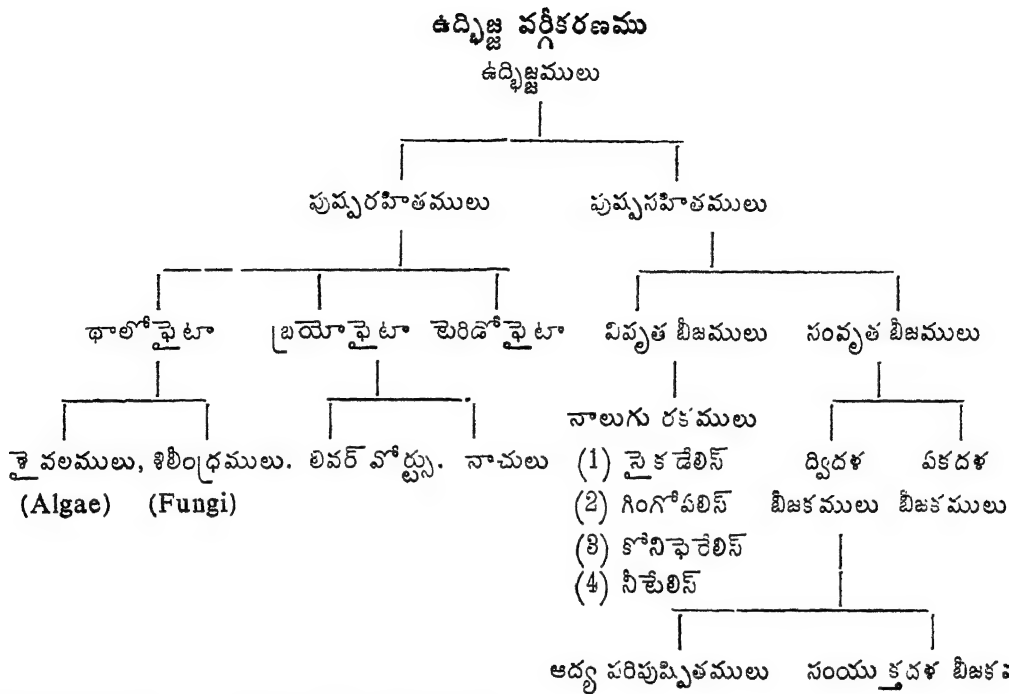 ఉద్భిజ్జ వర్గీకరణము
ఉద్భిజ్జములు
పుష్పరహితములు పుష్పసహితములు
థాలోఫైటా బ్రయోఫైటా టెరిడోఫైటా వివృత బీజములు సంవృత బీజములు
నాలుగు రకములు
శైవలములు, శిలీంధ్రములు. లివర్ వోర్ట్సు. నాచులు (1) సైకడేలిస్ ద్విదళ ఏకదళ
(Algae) (Fungi) (2) గింగోఏలిస్ బీజకములు బీజకములు
(3) కోనిఫెరేలిస్
(4) నీటేలిస్
ఆద్య పరిపుష్పితములు సంయుక్తదళ బీజక